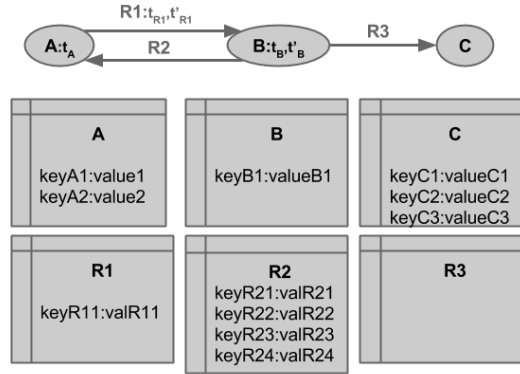 R1:tR1,t'R1
A:tA
R2
B:tB,t'B
R3
C
A
keyA1:value1
keyA2:value2
B
keyB1:valueB1
C
keyC1:valueC1
keyC2:valueC2
keyC3:valueC3
R1
keyR11:valR11
R2
keyR21:valR21
keyR22:valR22
keyR23:valR23
keyR24:valR24
R3